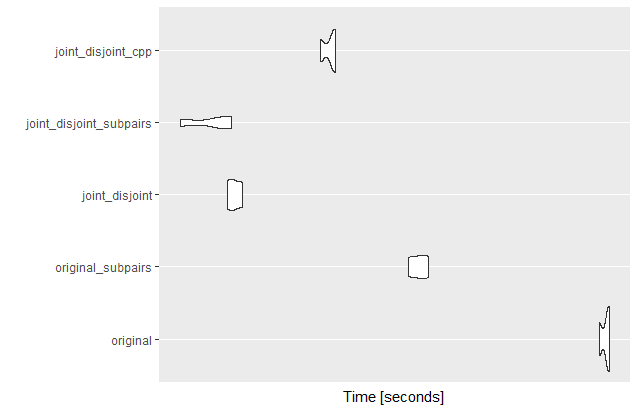 joint_disjoint_cpp
joint_disjoint_subpairs
joint_disjoint
original_subpairs
original
Time [seconds]